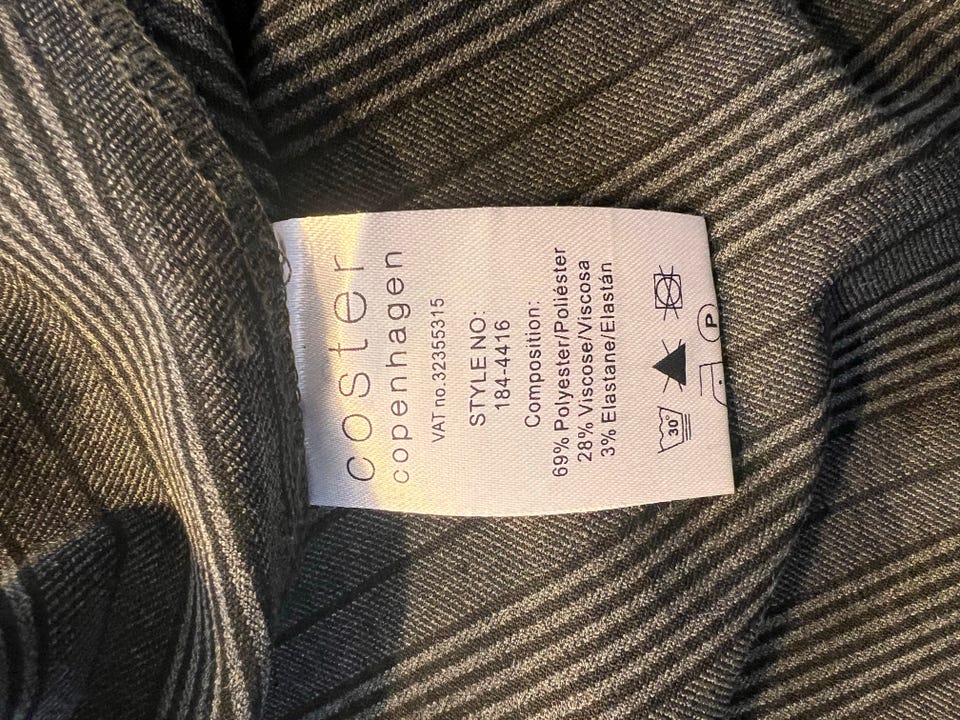 coster
copenhagen
VAT no.32355315
STYLE NO:
184-4416
Composition:
69% Polyester/Poliéster
28% Viscose/Viscosa
3% Elastane/Elastán
30°
P